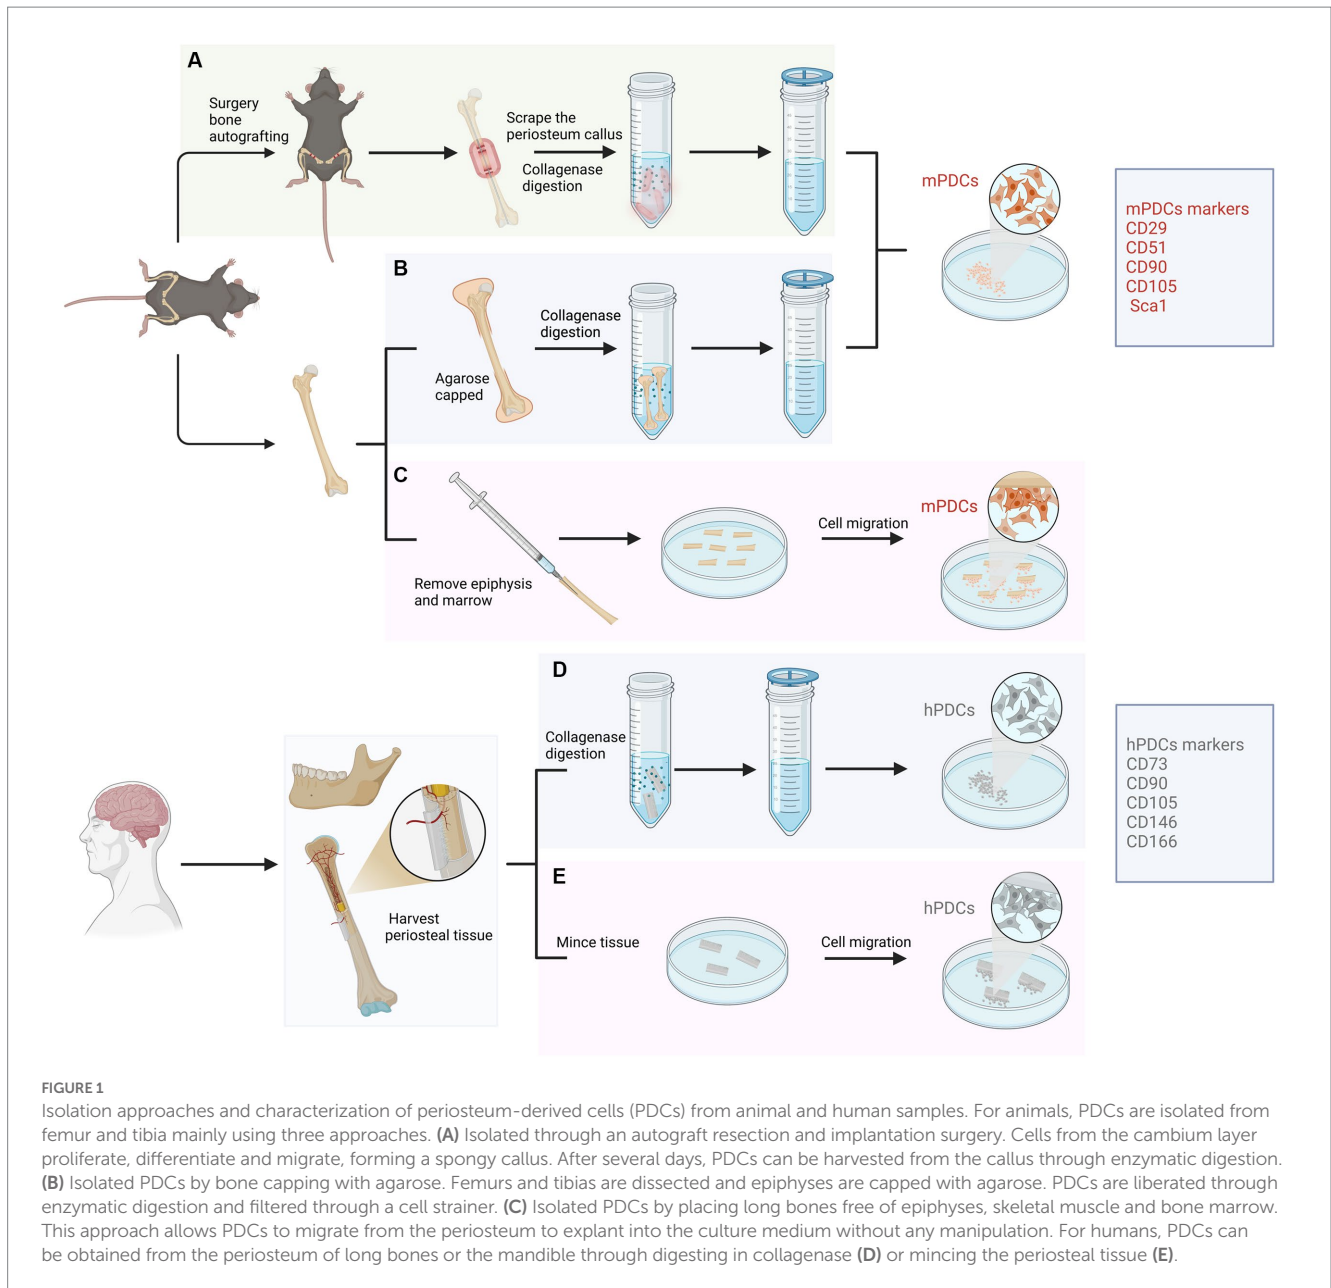 A
Surgery
bone
autografting
Scrape the
periosteum callus
Collagenase
digestion
mPDCs
mPDCs markers
CD29
CD51
CD90
CD105
Sca1
B
Agarose
capped
Collagenase
digestion
C
Remove epiphysis
and marrow
Cell migration
mPDCs
D
Collagenase
digestion
hPDCs
hPDCs markers
CD73
CD90
CD105
CD146
CD166
Harvest
periosteal tissue
E
Mince tissue
Cell migration
hPDCs
FIGURE 1
Isolation approaches and characterization of periosteum-derived cells (PDCs) from animal and human samples. For animals, PDCs are isolated from
femur and tibia mainly using three approaches. (A) Isolated through an autograft resection and implantation surgery. Cells from the cambium layer
proliferate, differentiate and migrate, forming a spongy callus. After several days, PDCs can be harvested from the callus through enzymatic digestion.
(B) Isolated PDCs by bone capping with agarose. Femurs and tibias are dissected and epiphyses are capped with agarose. PDCs are liberated through
enzymatic digestion and filtered through a cell strainer. (C) Isolated PDCs by placing long bones free of epiphyses, skeletal muscle and bone marrow.
This approach allows PDCs to migrate from the periosteum to explant into the culture medium without any manipulation. For humans, PDCs can
be obtained from the periosteum of long bones or the mandible through digesting in collagenase (D) or mincing the periosteal tissue (E).